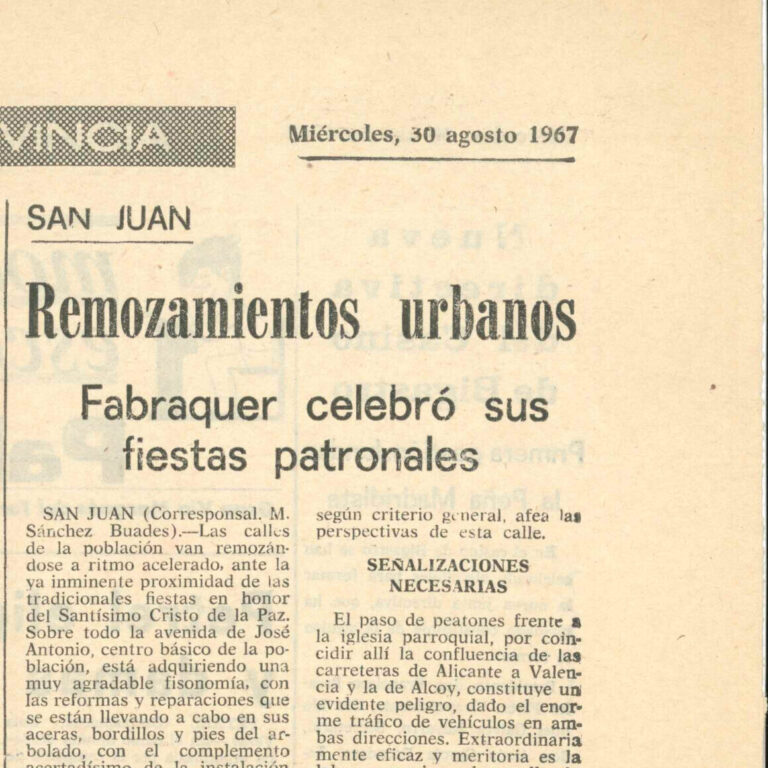 VINCIA
Miércoles, 30 agosto 1967
SAN JUAN
Remozamientos urbanos
Fabraquer celebró sus
fiestas patronales
SAN JUAN (Corresponsal. M.
Sánchez Buades).—Las calles
de la población van remozán-
dose a ritmo acelerado, ante la
ya inminente proximidad de las
tradicionales fiestas en honor
del Santísimo Cristo de la Paz.
Sobre todo la avenida de José
Antonio, centro básico de la po-
blación, está adquiriendo una
muy agradable fisonomía, con
las reformas y reparaciones que
se están llevando a cabo en sus
aceras, bordillos y pies del ar-
bolado, con el complemento
acertadísimo de la instalación
según criterio general, afea las
perspectivas de esta calle.
SEÑALIZACIONES
NECESARIAS
El paso de peatones frente a
la iglesia parroquial, por coin-
cidir allí la confluencia de las
carreteras de Alicante a Valen-
cia y la de Alcoy, constituye un
evidente peligro, dado el enor-
me tráfico de vehículos en am-
bas direcciones. Extraordinaria
mente eficaz y meritoria es la